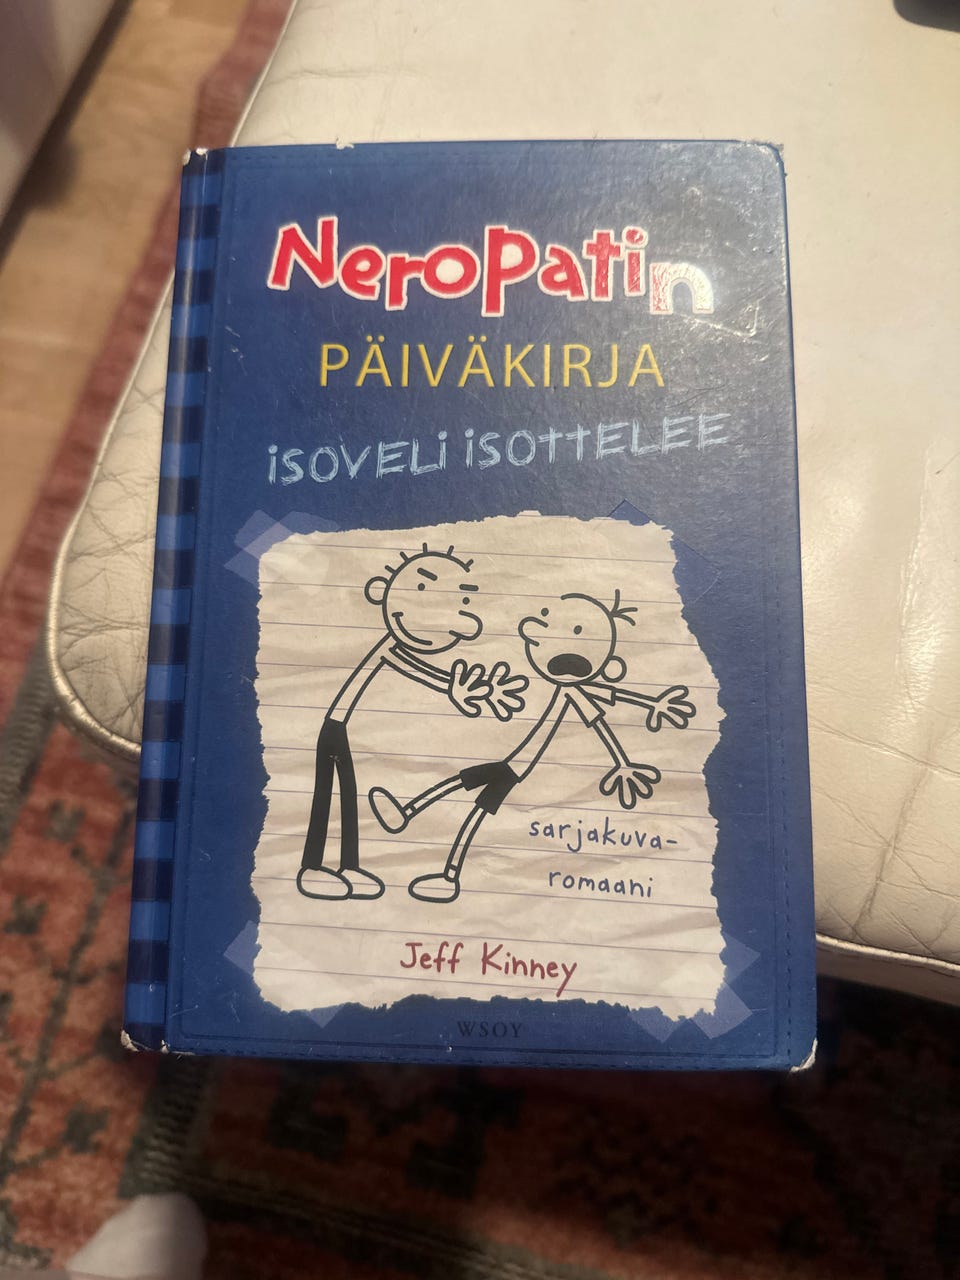 Neropatin
PÄIVÄKIRJA
iSOVELi iSOTTELEE
sarjakuva-
romaani
Jeff Kinney
WSOY